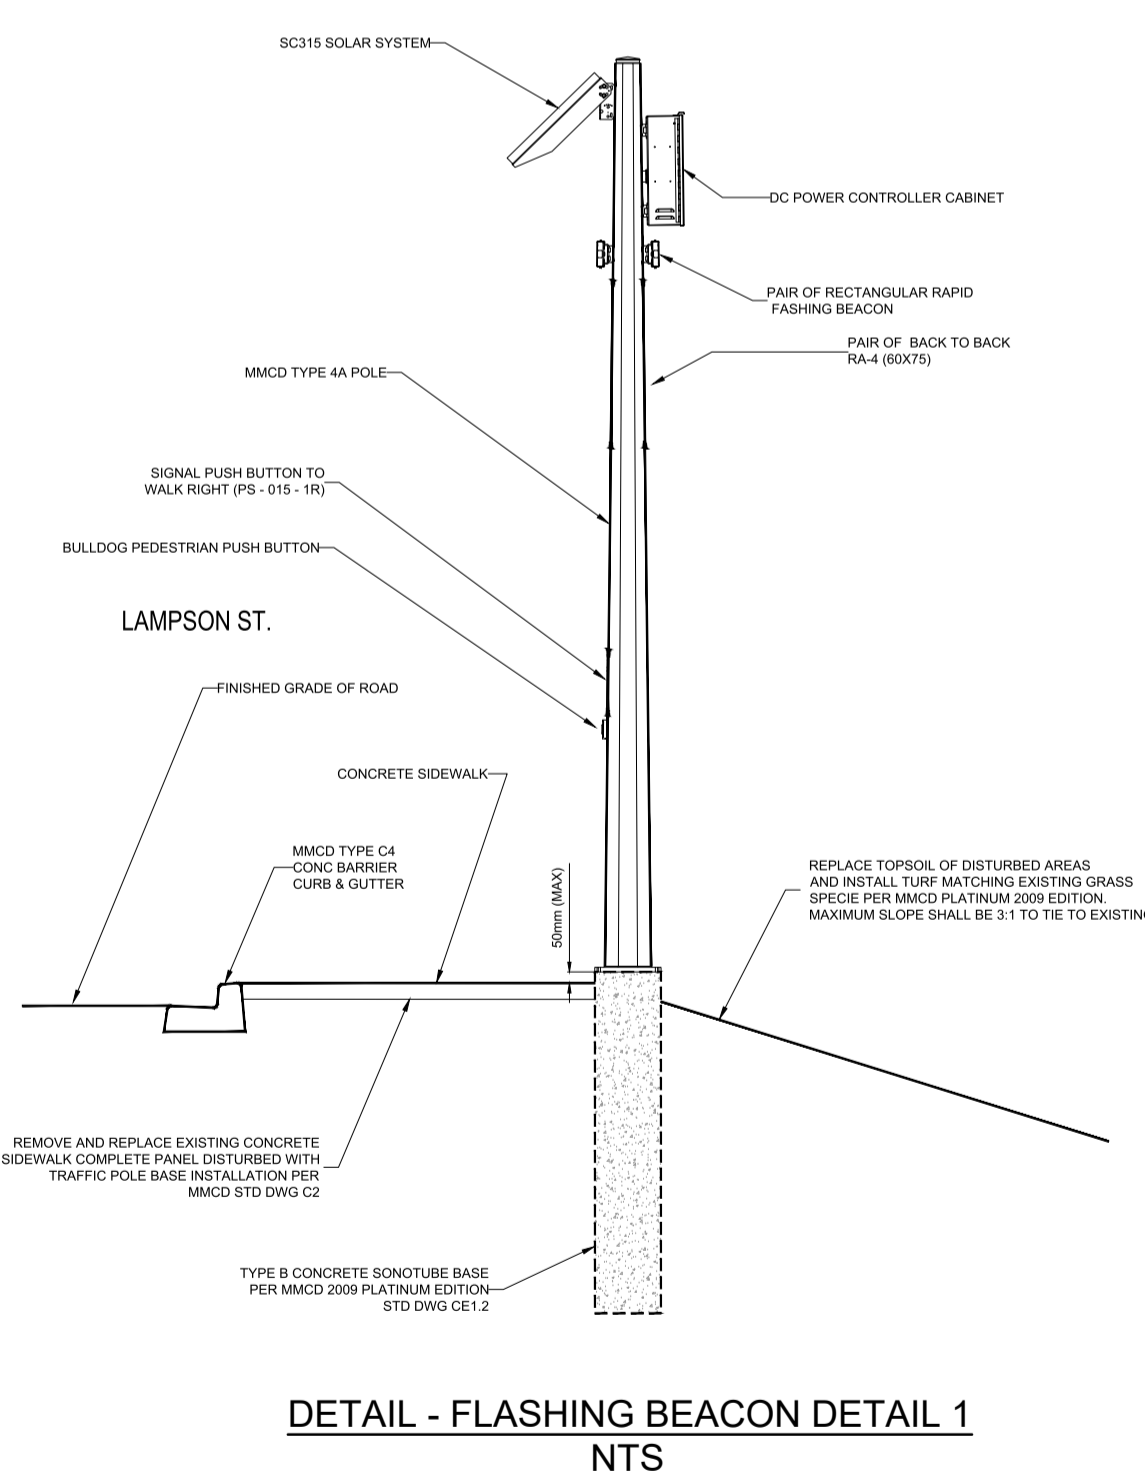 SC315 SOLAR SYSTEM
DC POWER CONTROLLER CABINET
PAIR OF RECTANGULAR RAPID
FASHING BEACON
PAIR OF BACK TO BACK
RA-4 (60X75)
MMCD TYPE 4A POLE
SIGNAL PUSH BUTTON TO
WALK RIGHT (PS - 015 - 1R)
BULLDOG PEDESTRIAN PUSH BUTTON
LAMPSON ST.
FINISHED GRADE OF ROAD
CONCRETE SIDEWALK
MMCD TYPE C4
CONC BARRIER
CURB & GUTTER
50mm (MAX)
REPLACE TOPSOIL OF DISTURBED AREAS
AND INSTALL TURF MATCHING EXISTING GRASS
SPECIE PER MMCD PLATINUM 2009 EDITION.
MAXIMUM SLOPE SHALL BE 3:1 TO TIE TO EXISTIN
REMOVE AND REPLACE EXISTING CONCRETE
SIDEWALK COMPLETE PANEL DISTURBED WITH
TRAFFIC POLE BASE INSTALLATION PER
MMCD STD DWG C2
TYPE B CONCRETE SONOTUBE BASE
PER MMCD 2009 PLATINUM EDITION
STD DWG CE1.2
DETAIL - FLASHING BEACON DETAIL 1
NTS